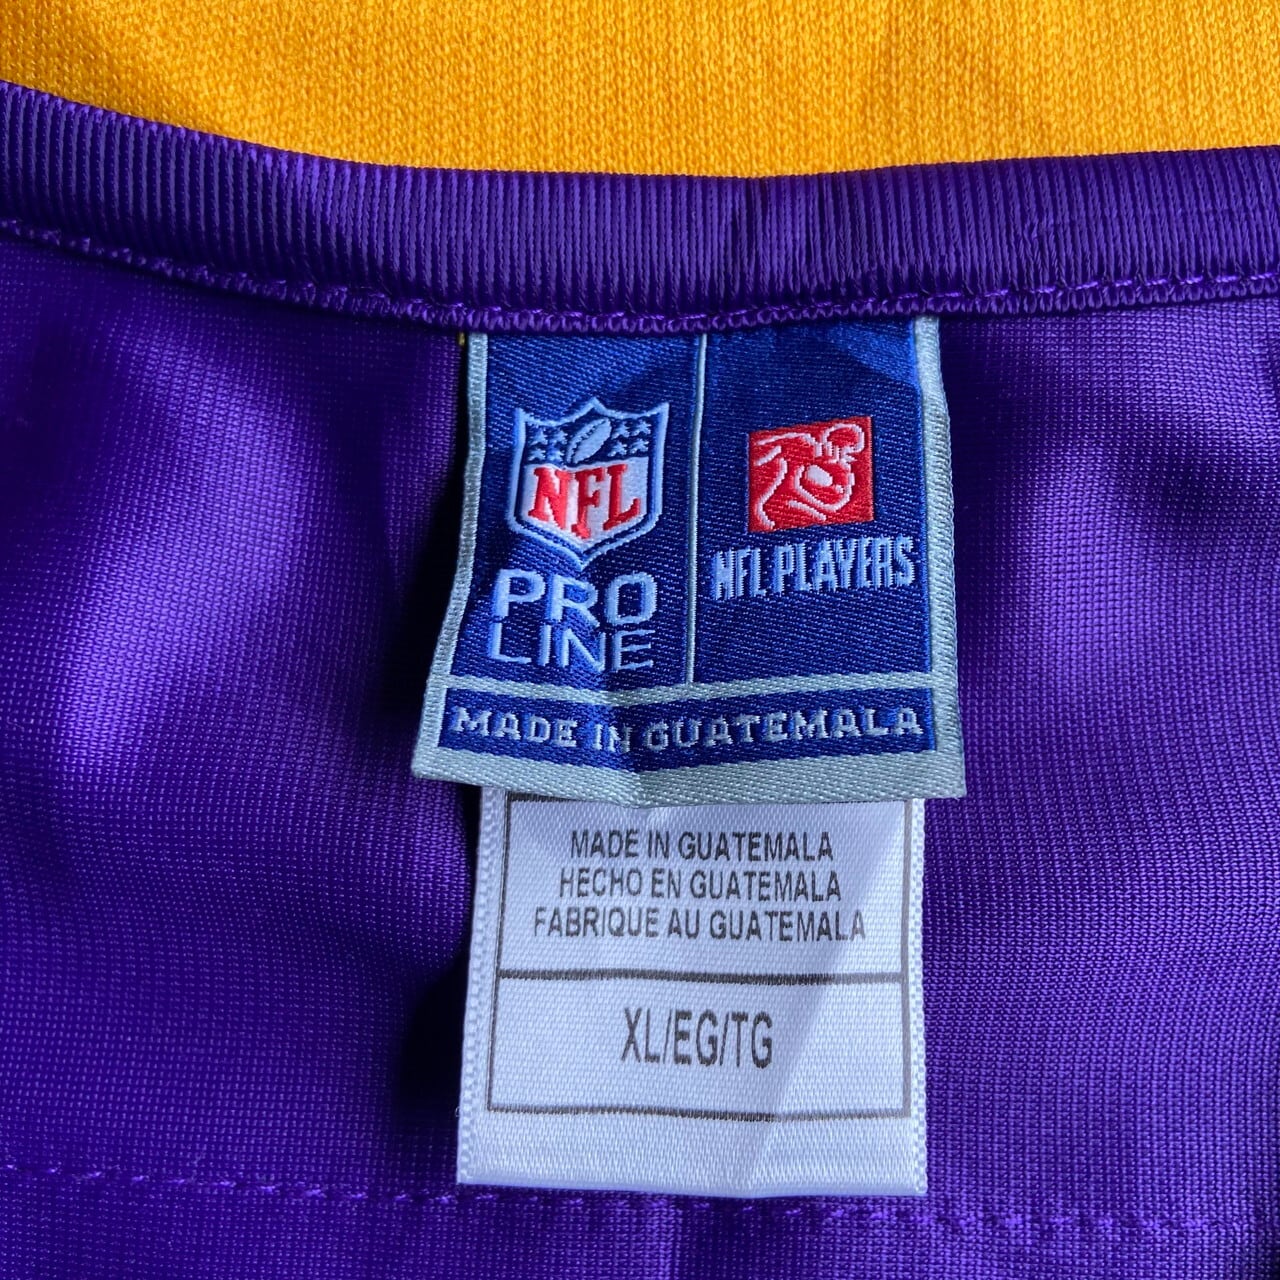 NFL
PRO
LINE
NFL PLAYERS
MADE IN GUATEMALA
MADE IN GUATEMALA
HECHO EN GUATEMALA
FABRIQUE AU GUATEMALA
XL/EG/TG